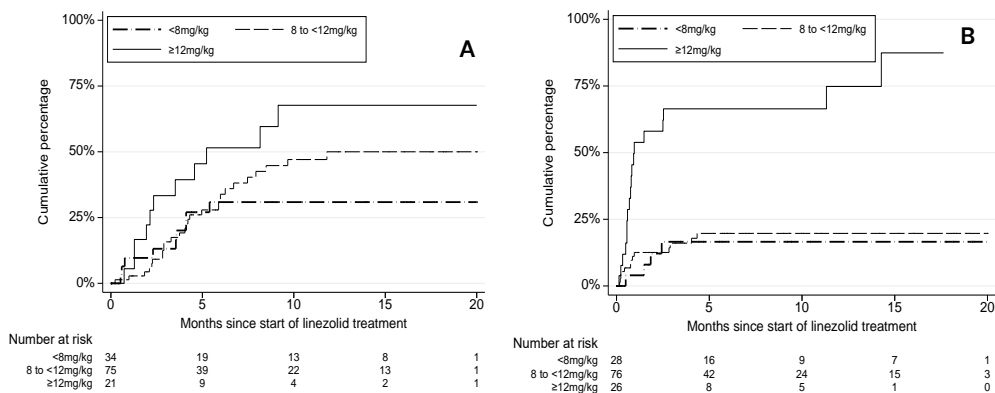 100%
75%
50%
25%
0%
Cumulative percentage
<8mg/kg
8 to <12mg/kg
≥12mg/kg
A
0 5 10 15 20
Months since start of linezolid treatment
Number at risk
<8mg/kg 34 19 13 8 1
8 to <12mg/kg 75 39 22 13 1
≥12mg/kg 21 9 4 2 1
100%
75%
50%
25%
0%
Cumulative percentage
<8mg/kg
8 to <12mg/kg
≥12mg/kg
B
0 5 10 15 20
Months since start of linezolid treatment
Number at risk
<8mg/kg 28 16 9 7 1
8 to <12mg/kg 76 42 24 15 3
≥12mg/kg 26 8 5 1 0